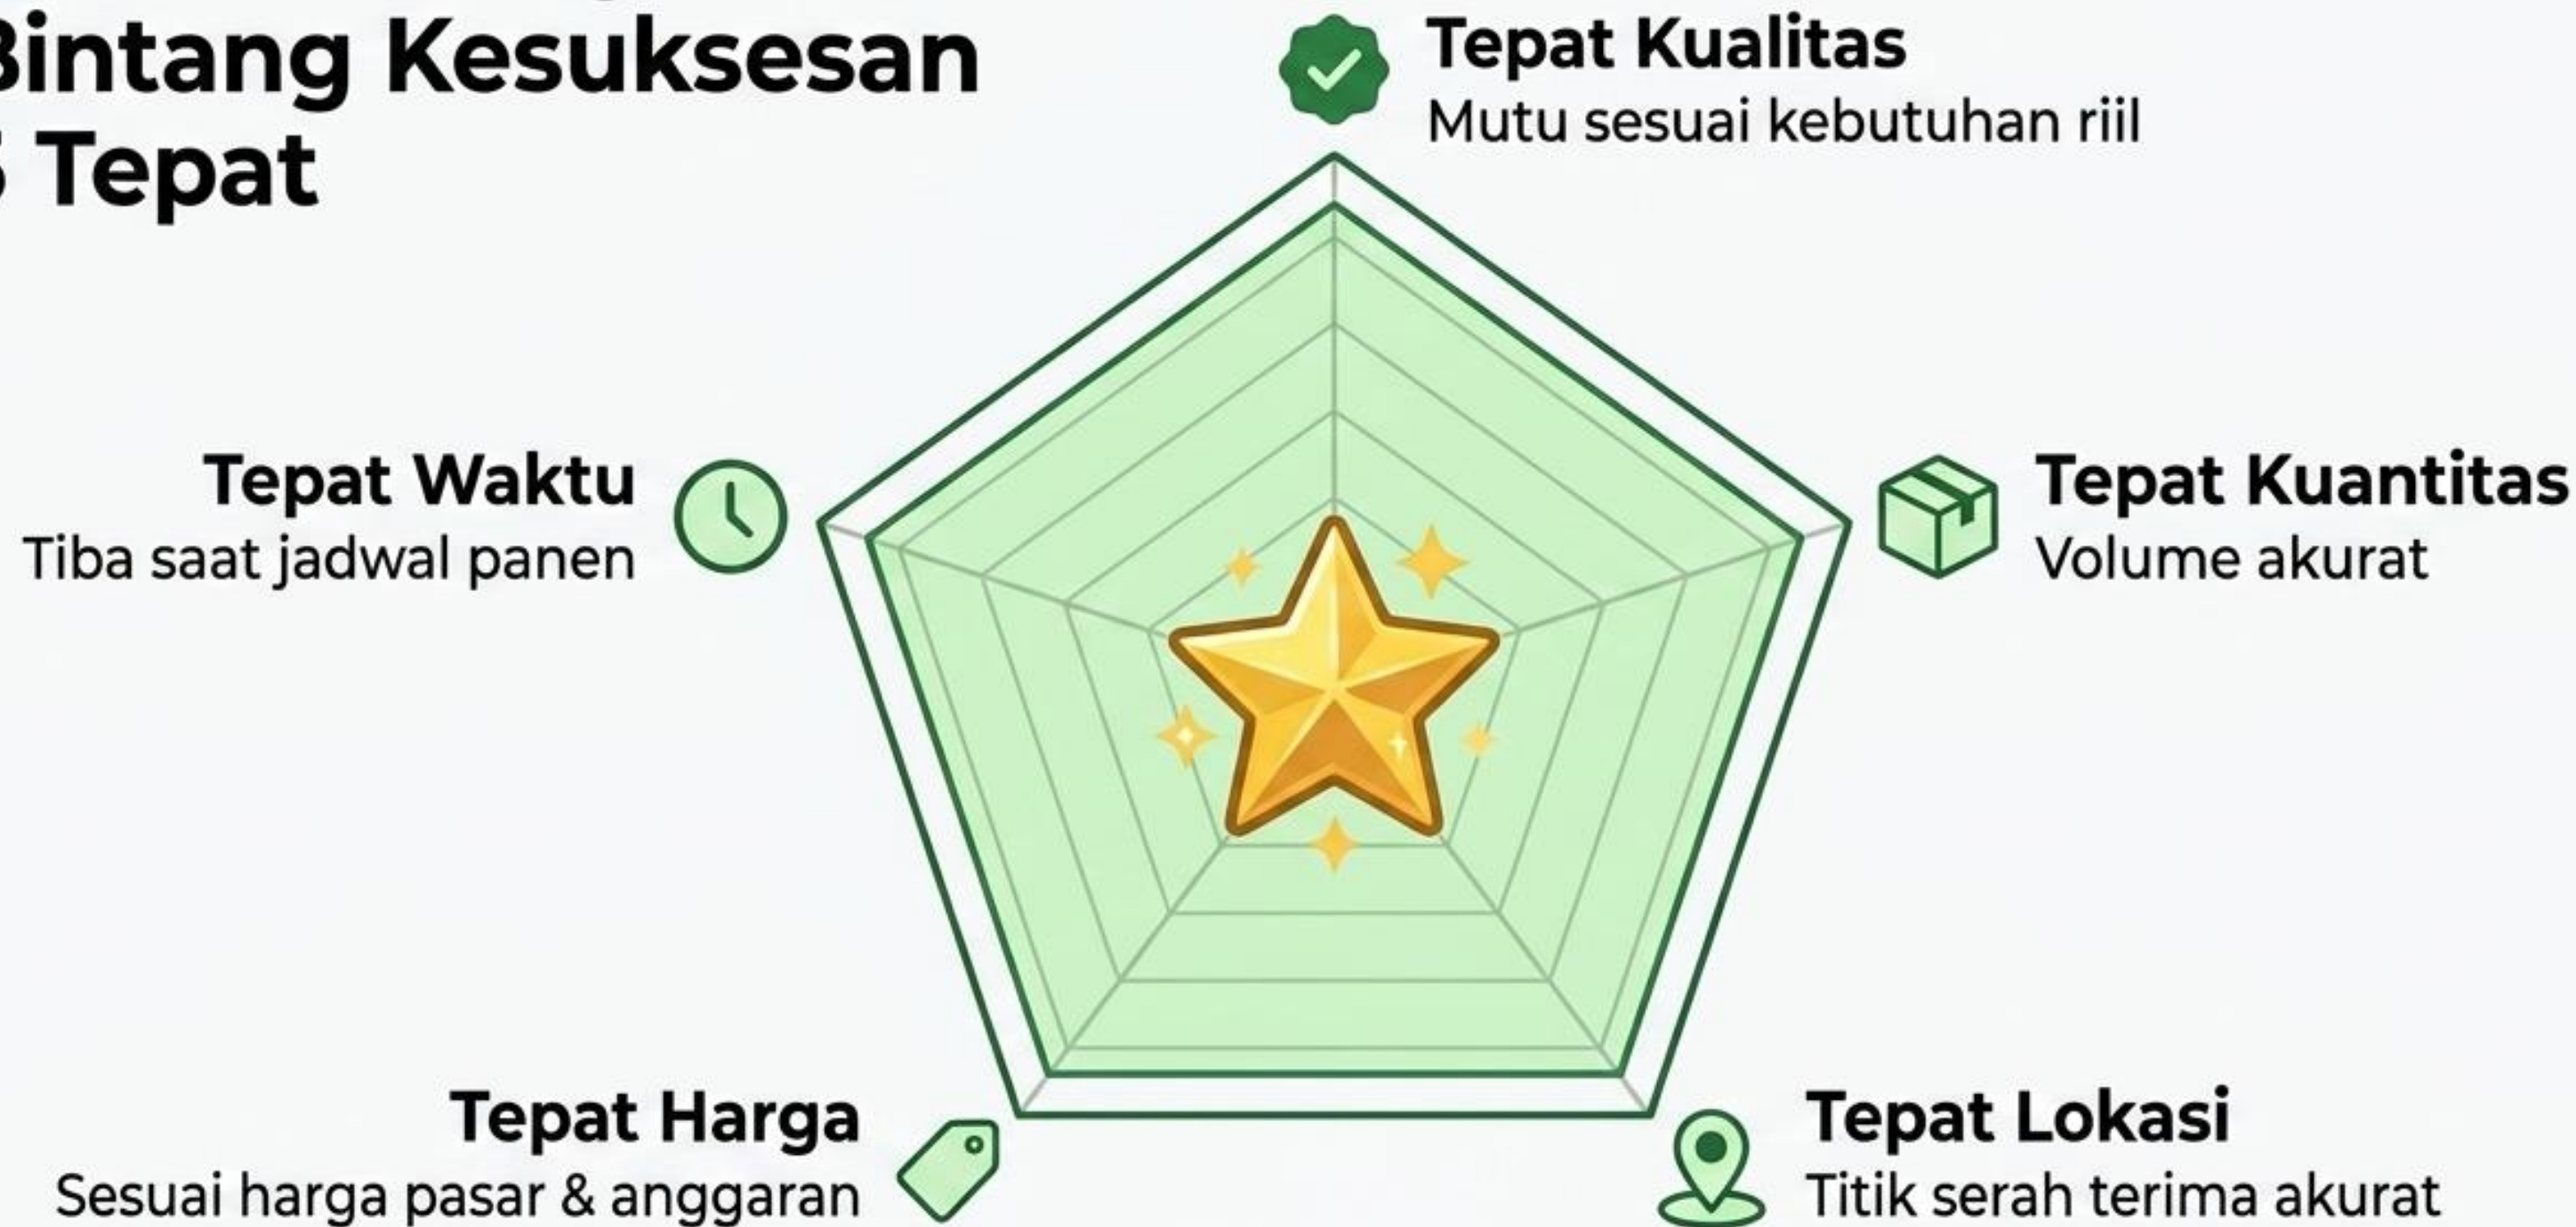 Bintang Kesuksesan
5 Tepat
Tepat Kualitas
Mutu sesuai kebutuhan riil
Tepat Waktu
Tiba saat jadwal panen
Tepat Kuantitas
Volume akurat
Tepat Harga
Sesuai harga pasar & anggaran
Tepat Lokasi
Titik serah terima akurat